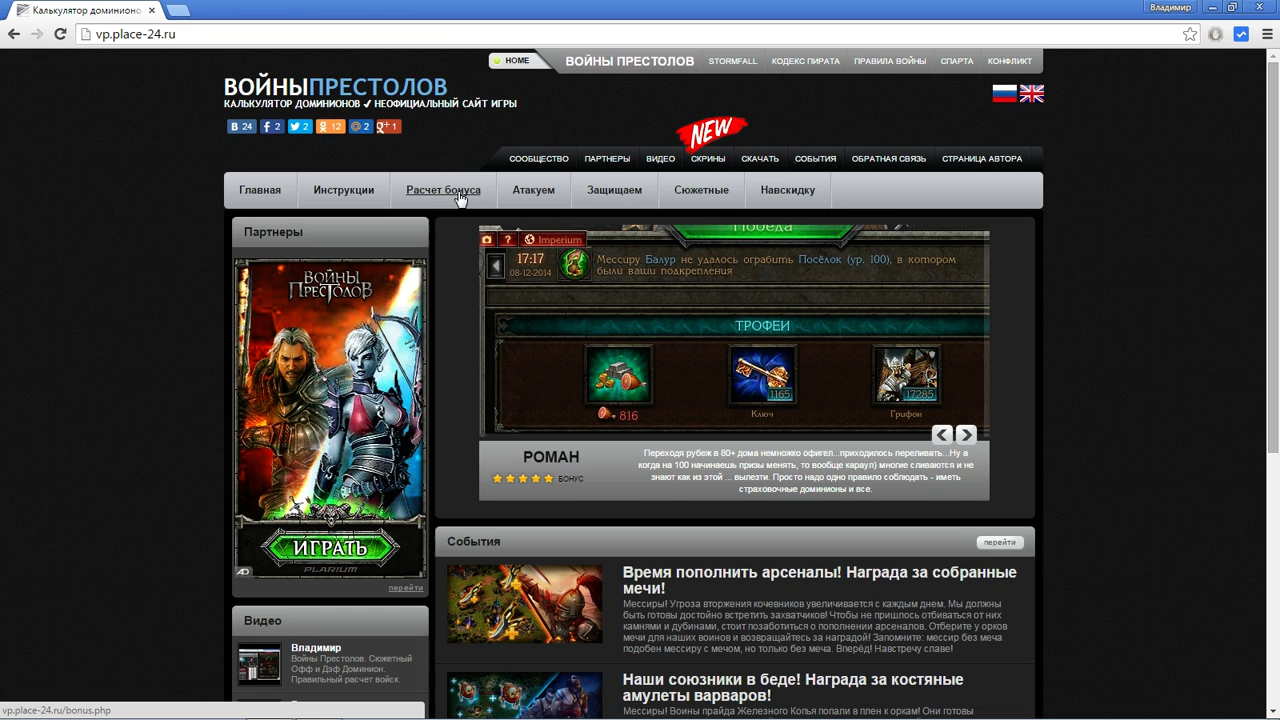 Калькулятор доминионо
Владимир
vp.place-24.ru
HOME
ВОЙНЫ ПРЕСТОЛОВ
STORMFALL
КОДЕКС ПИРАТА
ПРАВИЛА ВОЙНЫ
СПАРТА
КОНФЛИКТ
ВОЙНЫПРЕСТОЛОВ
КАЛЬКУЛЯТОР ДОМИНИОНОВ ✔ НЕОФИЦИАЛЬНЫЙ САЙТ ИГРЫ
B 24
f 2
2
12
@ 2
g+ 1
NEW
СООБЩЕСТВО
ПАРТНЕРЫ
ВИДЕО
СКРИНЫ
СКАЧАТЬ
СОБЫТИЯ
ОБРАТНАЯ СВЯЗЬ
СТРАНИЦА АВТОРА
Главная
Инструкции
Расчет бонуса
Атакуем
Защищаем
Сюжетные
Навскидку
Партнеры
ВОЙНЫ
ПРЕСТОЛОВ
ИГРАТЬ
AD
PLARIUM
перейти
Видео
Владимир
Войны Престолов. Сюжетный
Офф и Дэф Доминион.
Правильный расчет войск.
Победа
?
Imperium
17:17
08-12-2014
Мессиру Балур не удалось ограбить Посёлок (ур. 100), в котором
были ваши подкрепления
ТРОФЕИ
816
1165
Ключ
17285
Грифон
РОМАН
БОНУС
Переходя рубеж в 80+ дома немножко офигел...приходилось переливать...Ну а
когда на 100 начинаешь призы менять, то вообще караул) многие сливаются и не
знают как из этой ... вылезти. Просто надо одно правило соблюдать - иметь
страховочные доминионы и все.
События
перейти
Время пополнить арсеналы! Награда за собранные
мечи!
Мессиры! Угроза вторжения кочевников увеличивается с каждым днем. Мы должны
быть готовы достойно встретить захватчиков! Чтобы не пришлось отбиваться от них
камнями и дубинами, стоит позаботиться о пополнении арсеналов. Отберите у орков
мечи для наших воинов и возвращайтесь за наградой! Запомните: мессир без меча
подобен мессиру с мечом, но только без меча. Вперёд! Навстречу славе!
Наши союзники в беде! Награда за костяные
амулеты варваров!
Мессиры! Воины прайда Железного Копья попали в плен к оркам! Они готовы
vp.place-24.ru/bonus.php